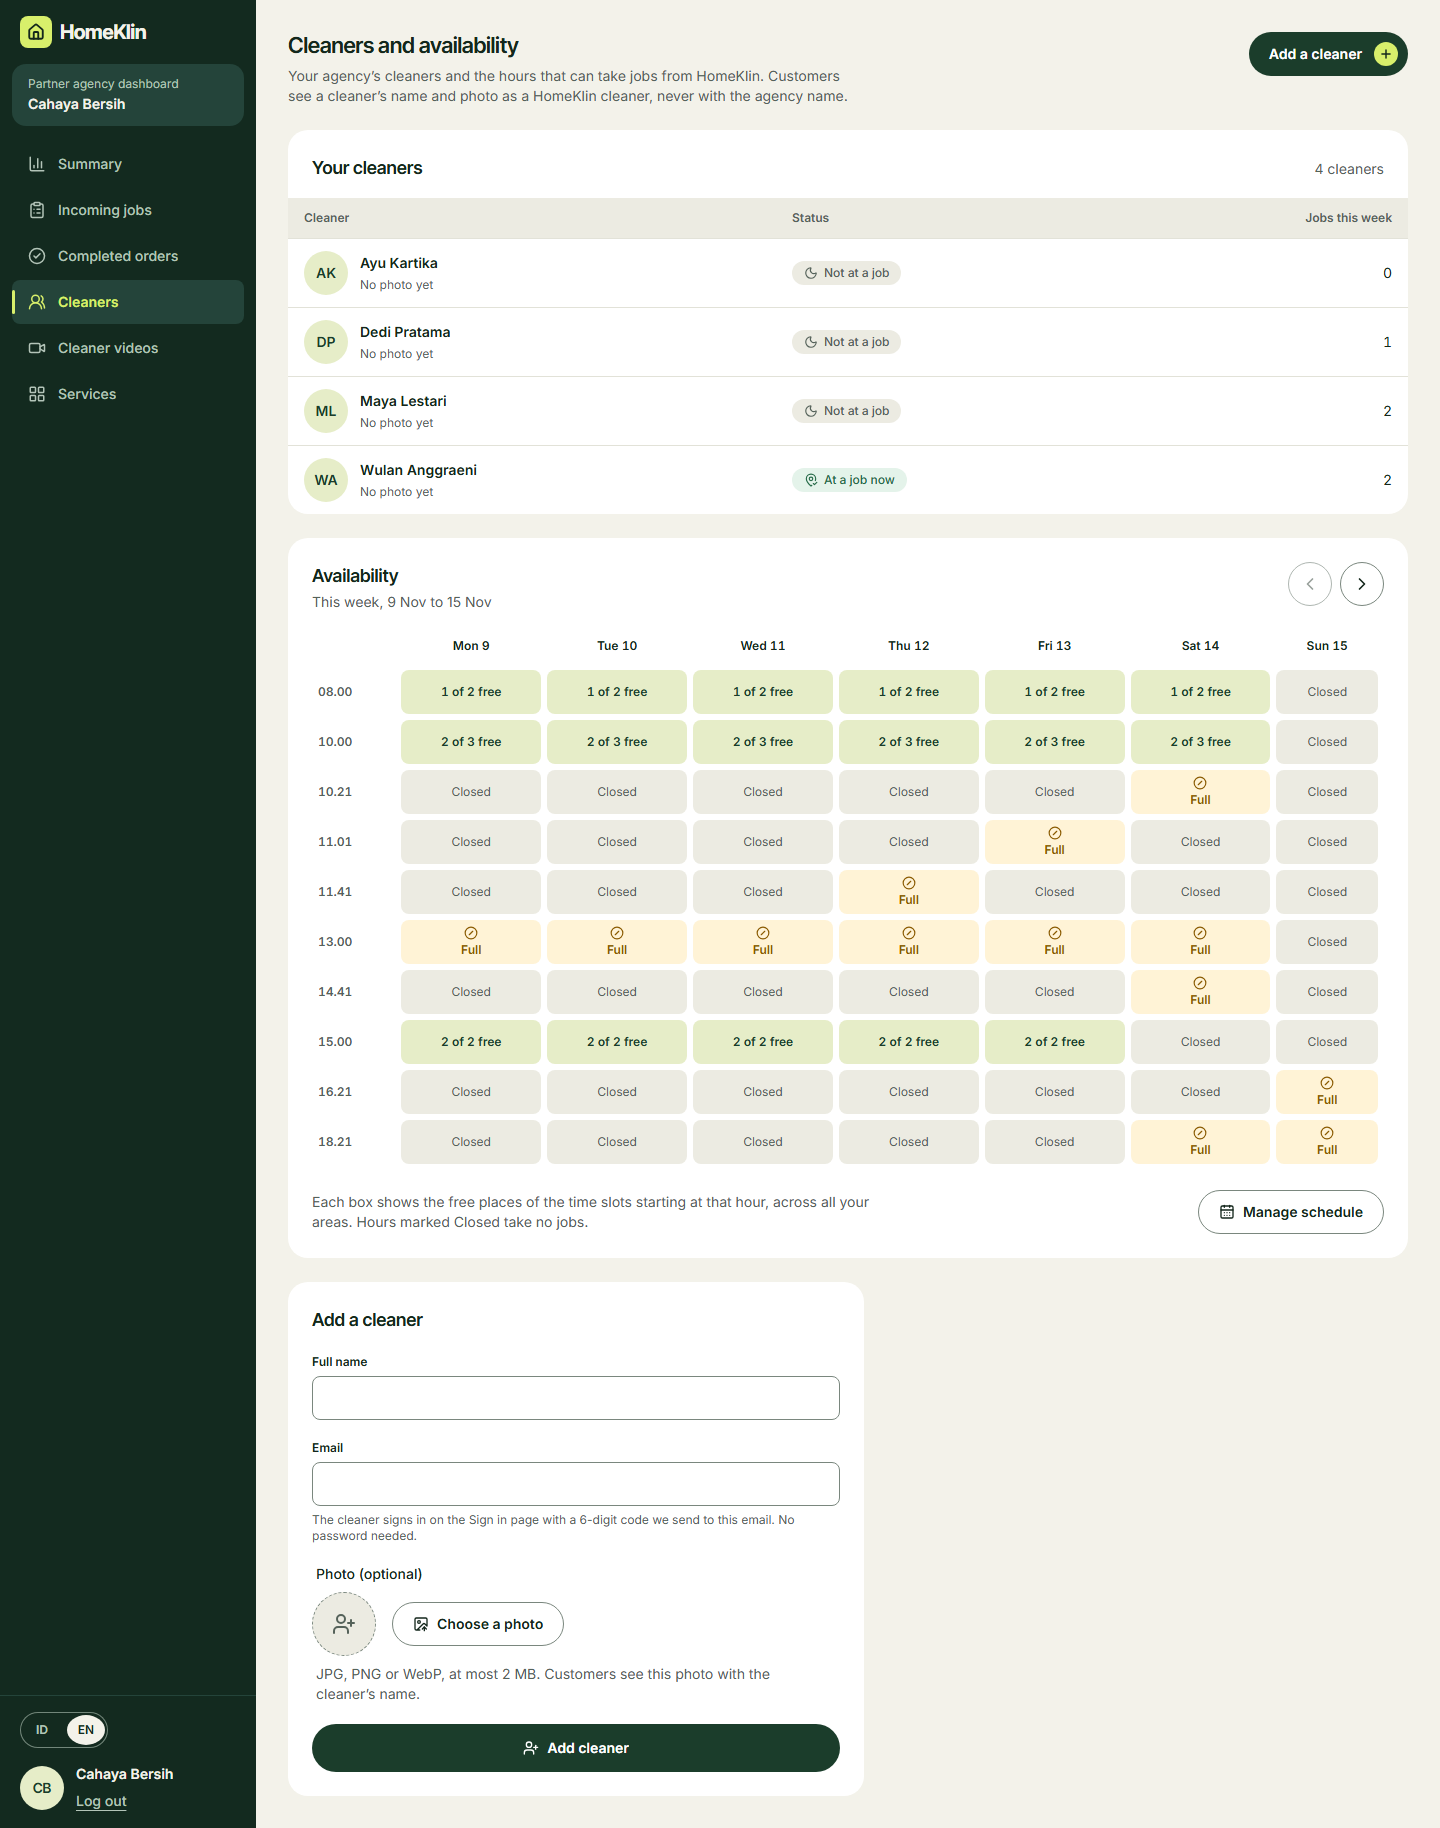 HomeKlin
Partner agency dashboard
Cahaya Bersih
Summary
Incoming jobs
Completed orders
Cleaners
Cleaner videos
Services
ID EN
CB
Cahaya Bersih
Log out
Cleaners and availability
Your agency’s cleaners and the hours that can take jobs from HomeKlin. Customers
see a cleaner’s name and photo as a HomeKlin cleaner, never with the agency name.
Add a cleaner
Your cleaners
4 cleaners
Cleaner Status Jobs this week
AK Ayu Kartika Not at a job 0
No photo yet
DP Dedi Pratama Not at a job 1
No photo yet
ML Maya Lestari Not at a job 2
No photo yet
WA Wulan Anggraeni At a job now 2
No photo yet
Availability
This week, 9 Nov to 15 Nov
Mon 9 Tue 10 Wed 11 Thu 12 Fri 13 Sat 14 Sun 15
08.00 1 of 2 free 1 of 2 free 1 of 2 free 1 of 2 free 1 of 2 free 1 of 2 free Closed
10.00 2 of 3 free 2 of 3 free 2 of 3 free 2 of 3 free 2 of 3 free 2 of 3 free Closed
10.21 Closed Closed Closed Closed Closed Full Closed
11.01 Closed Closed Closed Closed Full Closed Closed
11.41 Closed Closed Closed Full Closed Closed Closed
13.00 Full Full Full Full Full Full Closed
14.41 Closed Closed Closed Closed Closed Full Closed
15.00 2 of 2 free 2 of 2 free 2 of 2 free 2 of 2 free 2 of 2 free Closed Closed
16.21 Closed Closed Closed Closed Closed Closed Full
18.21 Closed Closed Closed Closed Closed Full Full
Each box shows the free places of the time slots starting at that hour, across all your
areas. Hours marked Closed take no jobs.
Manage schedule
Add a cleaner
Full name
Email
The cleaner signs in on the Sign in page with a 6-digit code we send to this email. No
password needed.
Photo (optional)
Choose a photo
JPG, PNG or WebP, at most 2 MB. Customers see this photo with the
cleaner’s name.
Add cleaner